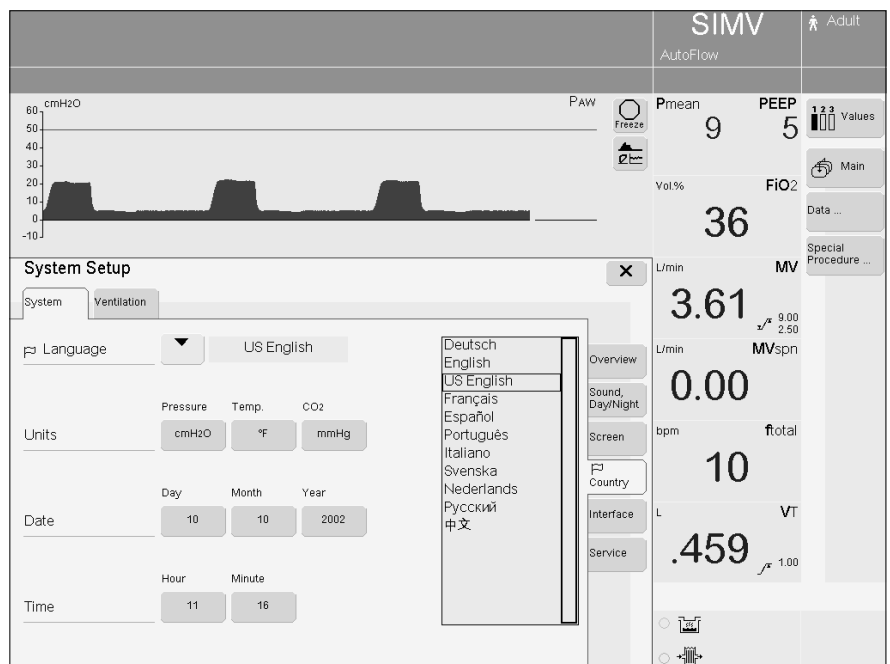 SIMV
AutoFlow
Adult
cmH2O
PAW
60
50
40
30
20
10
0
-10
Freeze
Pmean
PEEP
9
5
Vol.%
FiO2
36
L/min
MV
3.61
9.00
2.50
L/min
MVspn
0.00
bpm
ftotal
10
L
VT
.459
1.00
1 2 3
Values
Main
Data ...
Special
Procedure ...
System Setup
System
Ventilation
Language
US English
Deutsch
English
US English
Français
Español
Português
Italiano
Svenska
Nederlands
Русский
中文
Pressure Temp. CO2
Units cmH2O °F mmHg
Day Month Year
Date 10 10 2002
Hour Minute
Time 11 16
Overview
Sound,
Day/Night
Screen
Country
Interface
Service